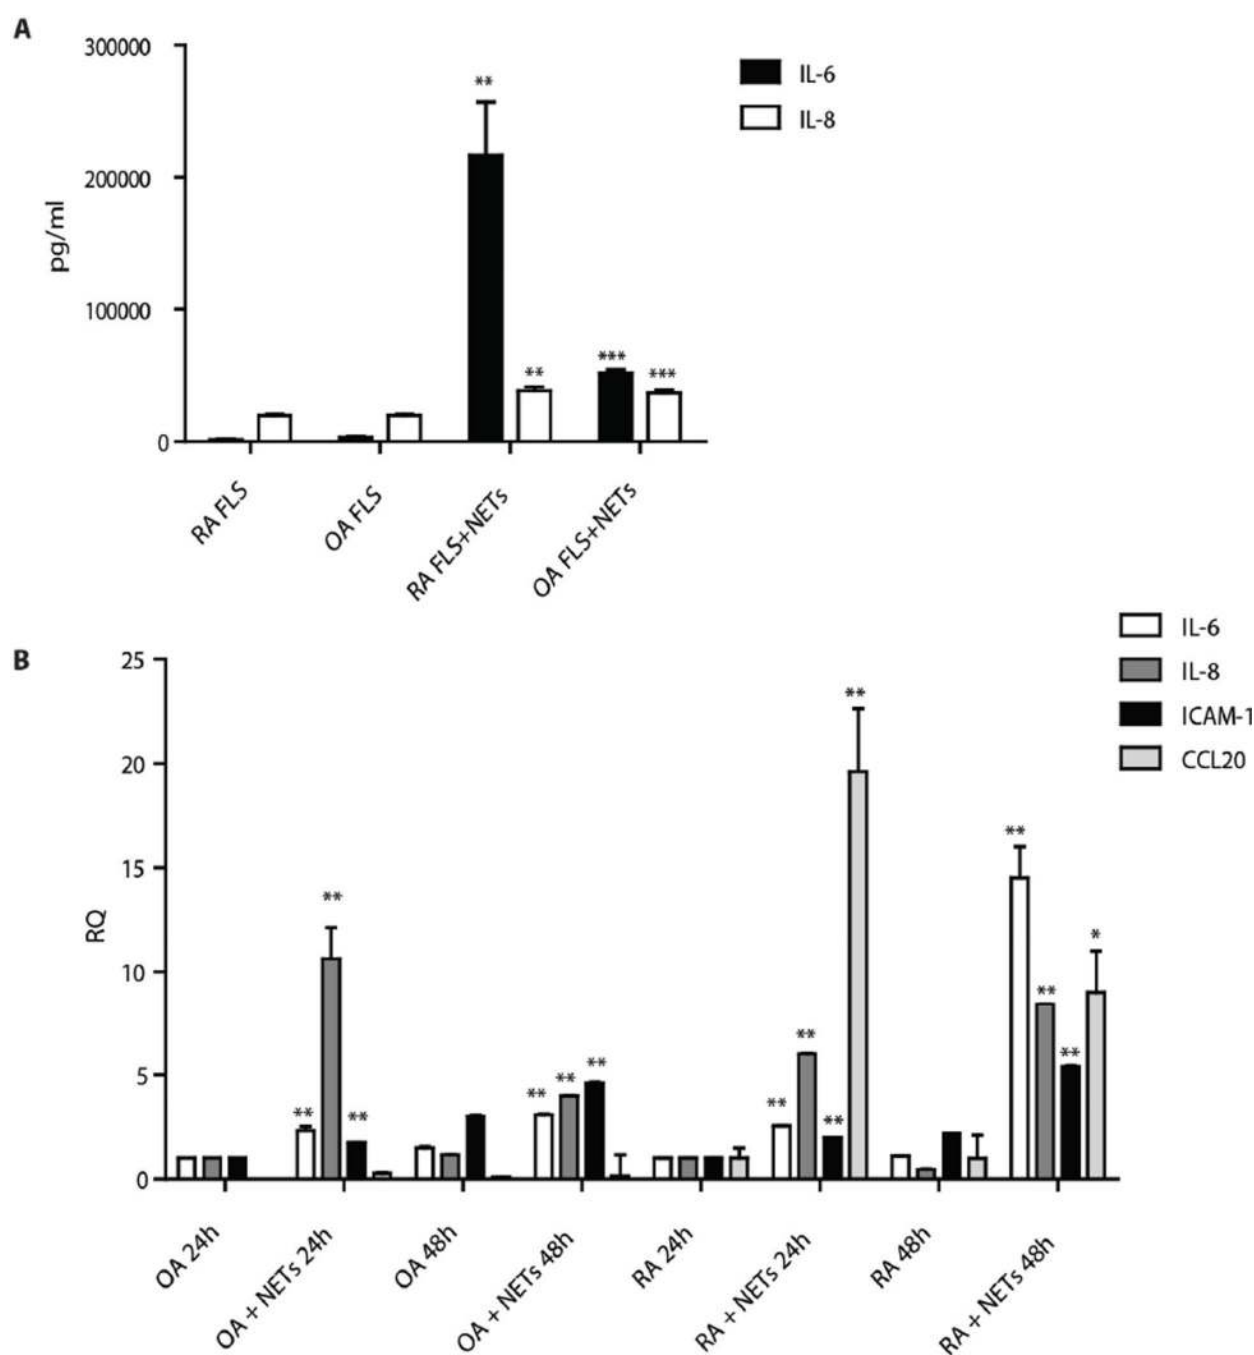 A
300000
200000
100000
0
pg/ml
**
**
***
***
IL-6
IL-8
RA FLS
OA FLS
RA FLS+NETs
OA FLS+NETs
B
25
20
15
10
5
0
RQ
**
**
**
**
**
**
**
**
**
**
**
**
**
*
IL-6
IL-8
ICAM-1
CCL20
OA 24h
OA + NETs 24h
OA 48h
OA + NETs 48h
RA 24h
RA + NETs 24h
RA 48h
RA + NETs 48h